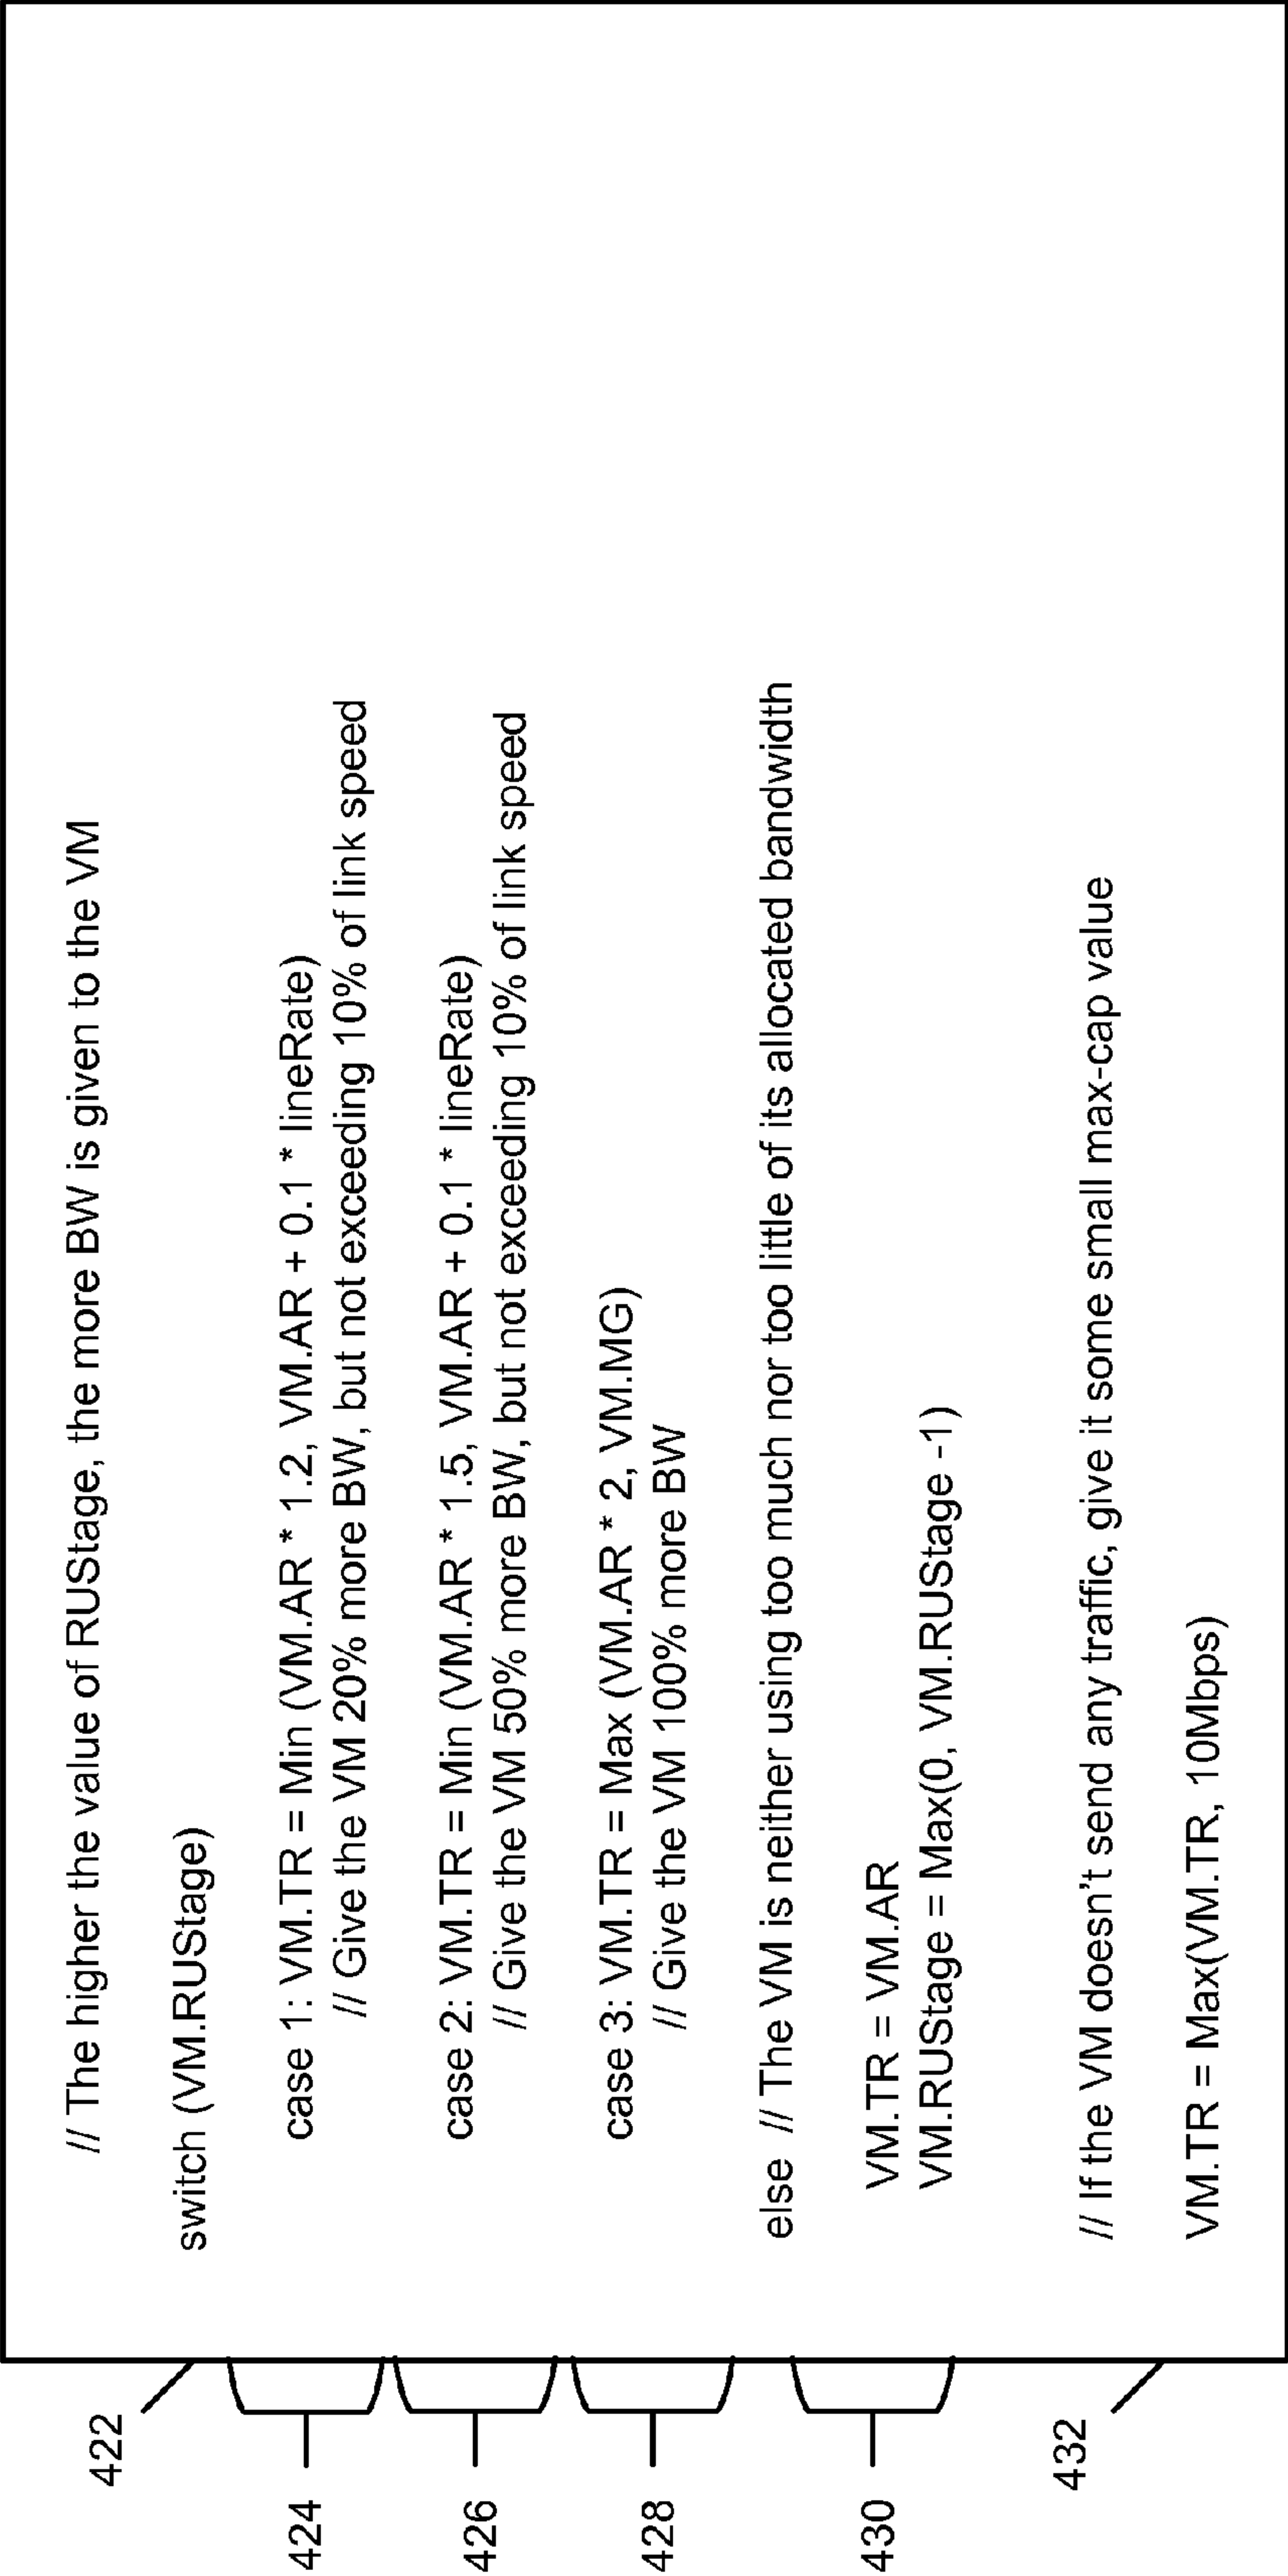 // The higher the value of RUStage, the more BW is given to the VM
422
switch (VM.RUStage)
424
case 1: VM.TR = Min (VM.AR * 1.2, VM.AR + 0.1 * lineRate)
// Give the VM 20% more BW, but not exceeding 10% of link speed
426
case 2: VM.TR = Min (VM.AR * 1.5, VM.AR + 0.1 * lineRate)
// Give the VM 50% more BW, but not exceeding 10% of link speed
428
case 3: VM.TR = Max (VM.AR * 2, VM.MG)
// Give the VM 100% more BW
else // The VM is neither using too much nor too little of its allocated bandwidth
430
VM.TR = VM.AR
VM.RUStage = Max(0, VM.RUStage -1)
432
// If the VM doesn't send any traffic, give it some small max-cap value
VM.TR = Max(VM.TR, 10Mbps)